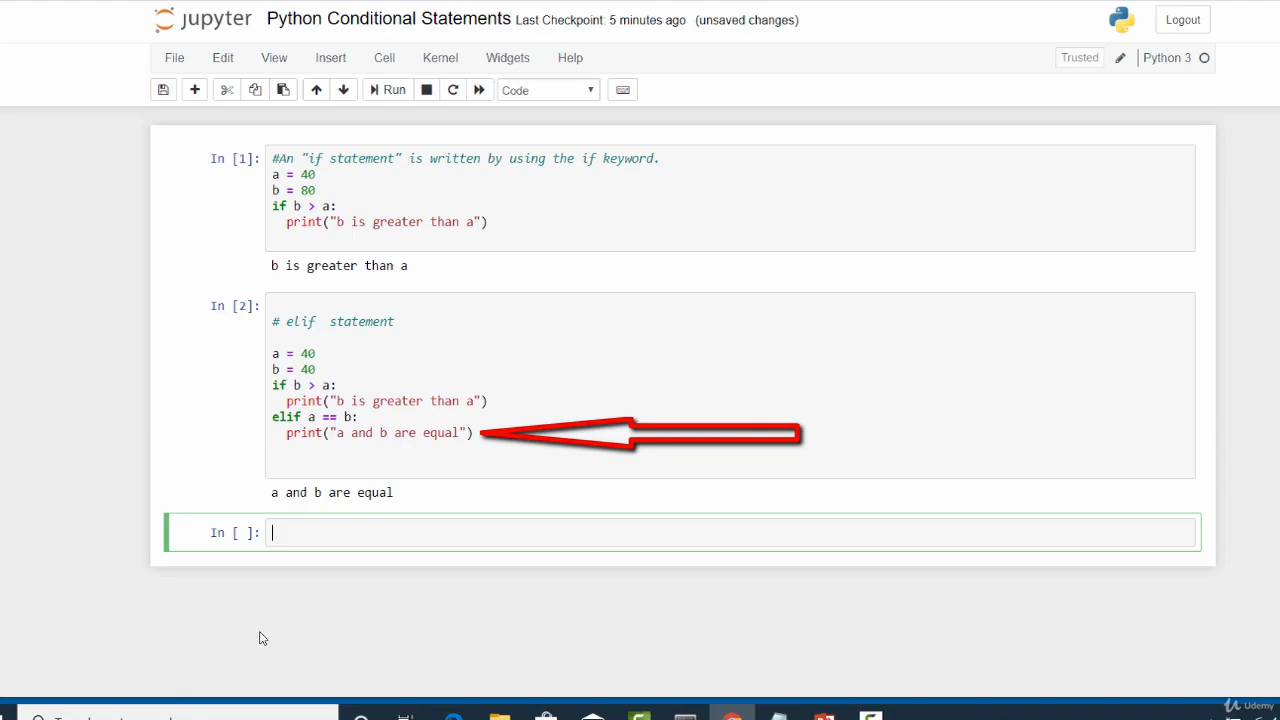 jupyter Python Conditional Statements Last Checkpoint: 5 minutes ago (unsaved changes) Logout
File Edit View Insert Cell Kernel Widgets Help Trusted Python 3
Run Code
In [1]: #An "if statement" is written by using the if keyword.
a = 40
b = 80
if b > a:
  print("b is greater than a")
b is greater than a
In [2]:
# elif  statement
a = 40
b = 40
if b > a:
  print("b is greater than a")
elif a == b:
  print("a and b are equal")
a and b are equal
In [ ]:
Udemy